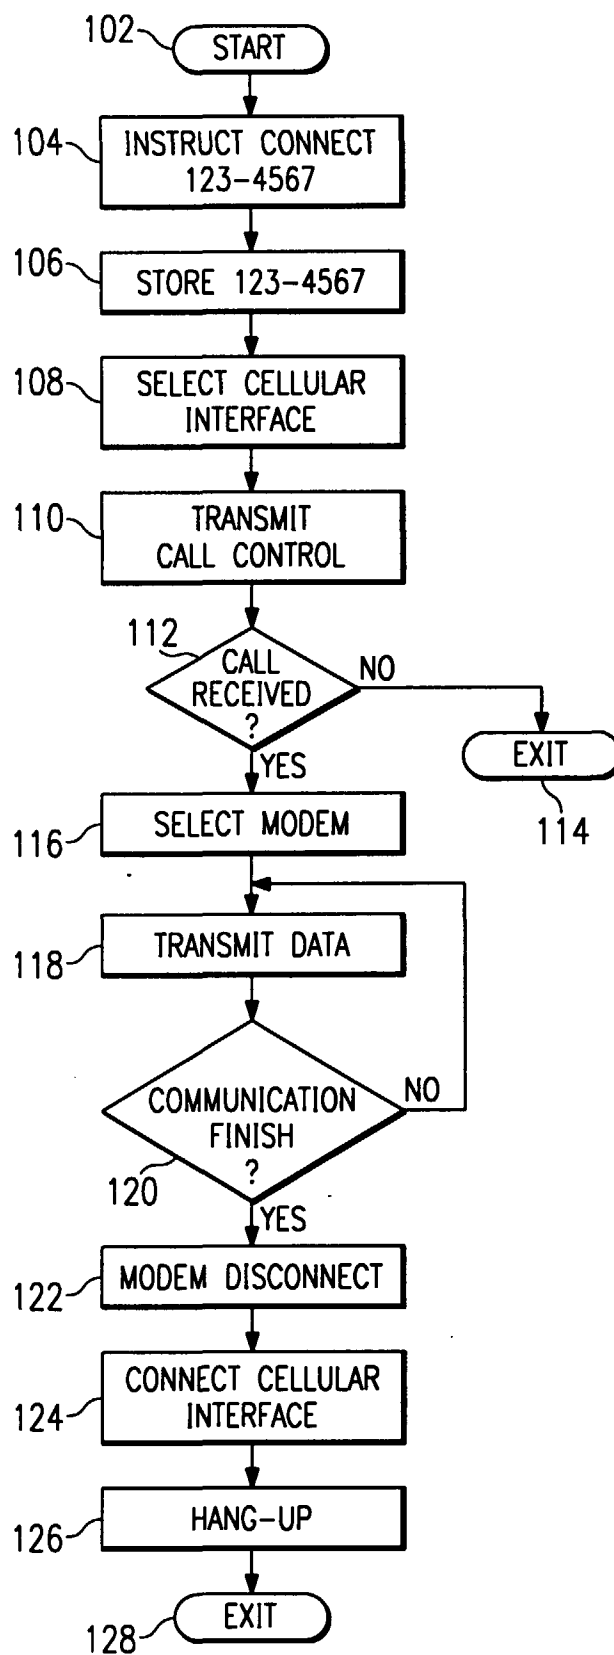 102
START
104
INSTRUCT CONNECT
123-4567
106
STORE 123-4567
108
SELECT CELLULAR
INTERFACE
110
TRANSMIT
CALL CONTROL
112
CALL
RECEIVED
?
NO
YES
EXIT
114
116
SELECT MODEM
118
TRANSMIT DATA
COMMUNICATION
FINISH
?
NO
120
YES
122
MODEM DISCONNECT
124
CONNECT CELLULAR
INTERFACE
126
HANG-UP
128
EXIT